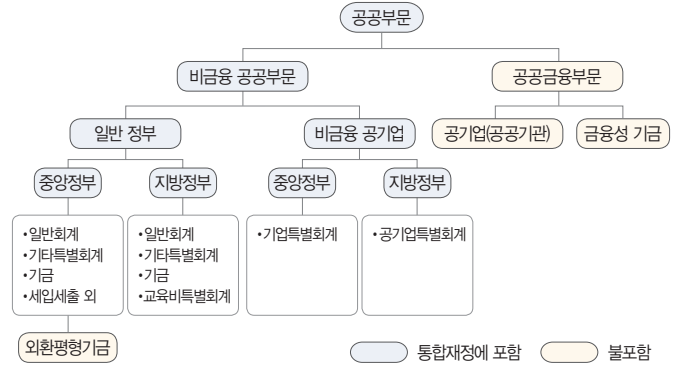 공공부문
비금융 공공부문
공공금융부문
일반 정부
비금융 공기업
공기업(공공기관)
금융성 기금
중앙정부
지방정부
중앙정부
지방정부
•일반회계
•기타특별회계
•기금
•세입세출 외
•일반회계
•기타특별회계
•기금
•교육비특별회계
•기업특별회계
•공기업특별회계
외환평형기금
통합재정에 포함
불포함